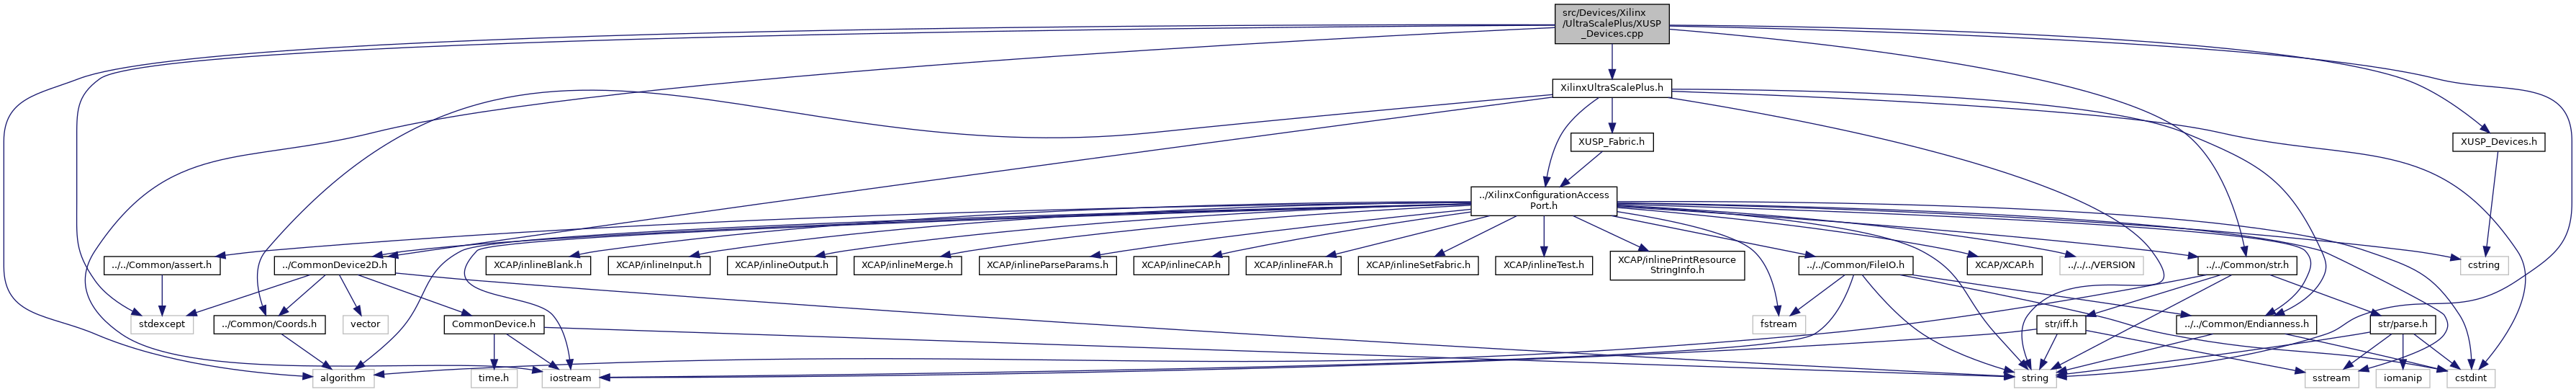 src/Devices/Xilinx
/UltraScalePlus/XUSP
_Devices.cpp
XilinxUltraScalePlus.h
XUSP_Fabric.h
XUSP_Devices.h
../XilinxConfigurationAccess
Port.h
../../Common/assert.h
../CommonDevice2D.h
XCAP/inlineBlank.h
XCAP/inlineInput.h
XCAP/inlineOutput.h
XCAP/inlineMerge.h
XCAP/inlineParseParams.h
XCAP/inlineCAP.h
XCAP/inlineFAR.h
XCAP/inlineSetFabric.h
XCAP/inlineTest.h
XCAP/inlinePrintResource
StringInfo.h
../../Common/FileIO.h
XCAP/XCAP.h
../../../VERSION
../../Common/str.h
cstring
stdexcept
../Common/Coords.h
vector
CommonDevice.h
fstream
str/iff.h
../../Common/Endianness.h
str/parse.h
algorithm
time.h
iostream
string
sstream
iomanip
cstdint